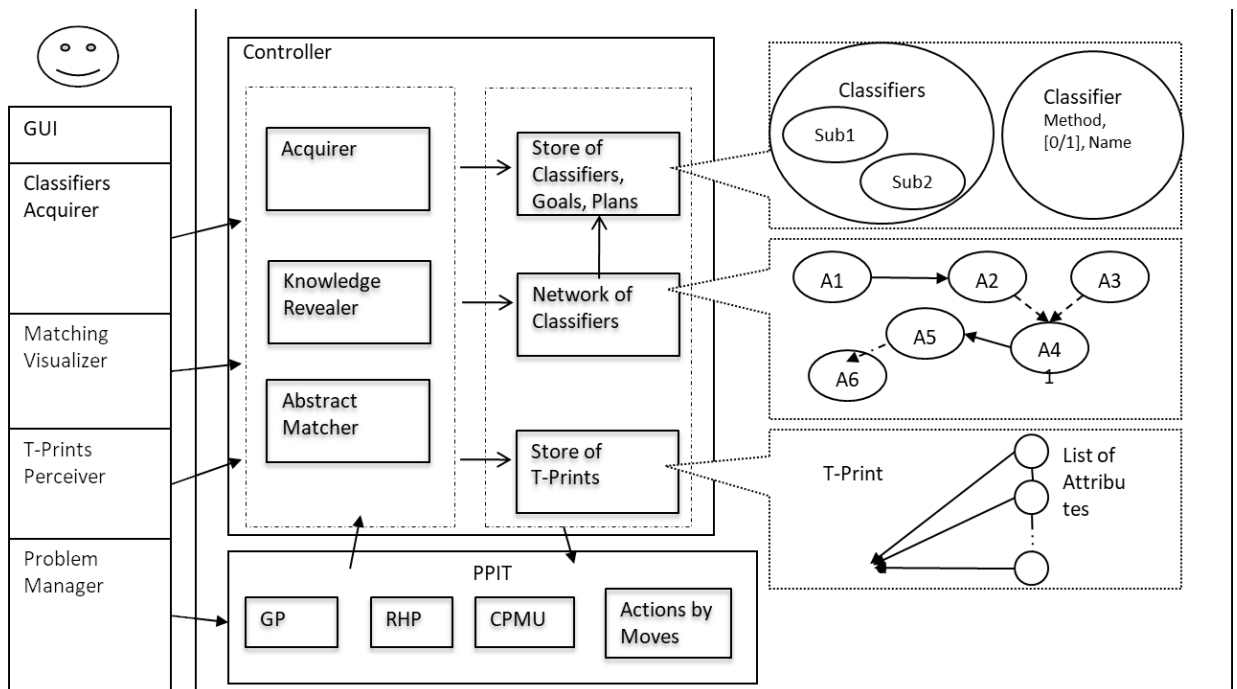 GUI
Classifiers
Acquirer
Matching
Visualizer
T-Prints
Perceiver
Problem
Manager
Controller
Acquirer
Knowledge
Revealer
Abstract
Matcher
Store of
Classifiers,
Goals, Plans
Network of
Classifiers
Store of
T-Prints
PPIT
GP
RHP
CPMU
Actions by
Moves
Classifiers
Sub1
Sub2
Classifier
Method,
[0/1], Name
A1
A2
A3
A5
A4
1
A6
T-Print
List of
Attribu
tes